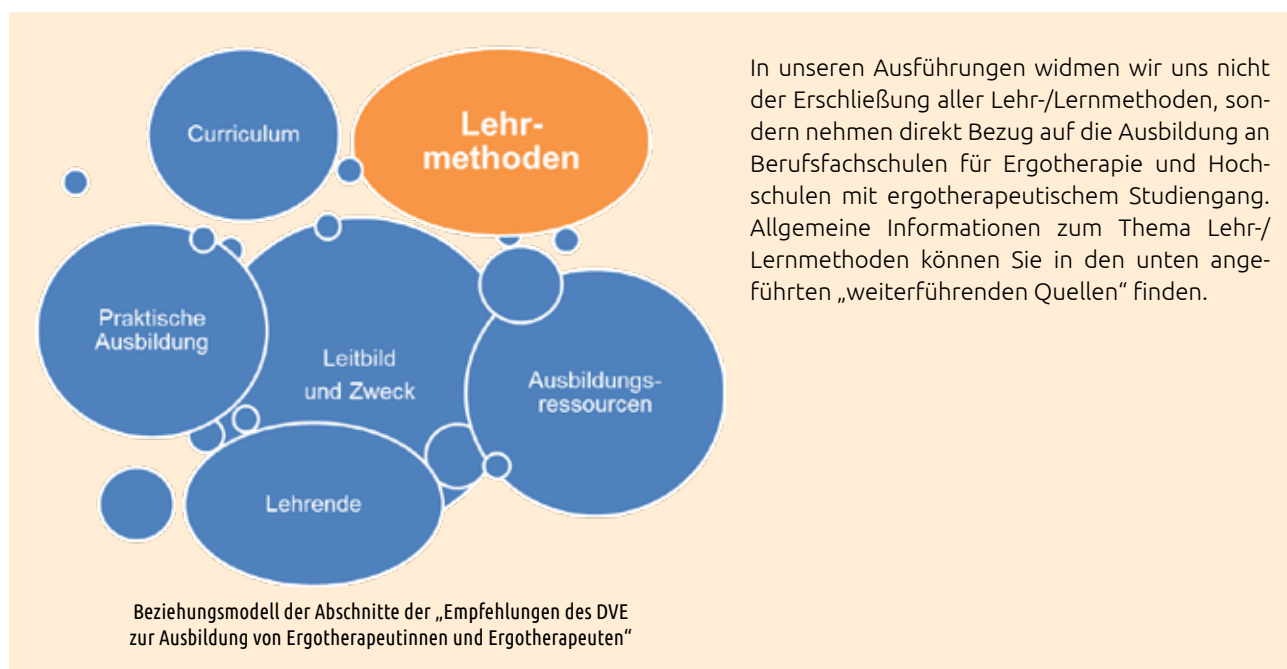 Curriculum
Lehr-
methoden
Praktische
Ausbildung
Leitbild
und Zweck
Ausbildungs-
ressourcen
Lehrende
Beziehungsmodell der Abschnitte der „Empfehlungen des DVE
zur Ausbildung von Ergotherapeutinnen und Ergotherapeuten“
In unseren Ausführungen widmen wir uns nicht
der Erschließung aller Lehr-/Lernmethoden, son-
dern nehmen direkt Bezug auf die Ausbildung an
Berufsfachschulen für Ergotherapie und Hoch-
schulen mit ergotherapeutischem Studiengang.
Allgemeine Informationen zum Thema Lehr-/
Lernmethoden können Sie in den unten ange-
führten „weiterführenden Quellen“ finden.